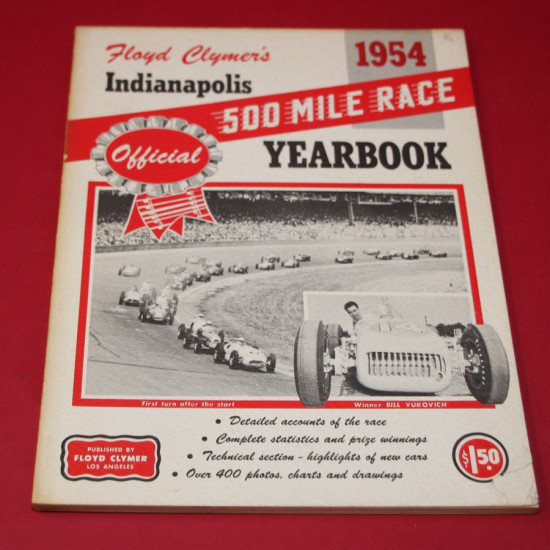 Floyd Clymer's
1954
Indianapolis
500 MILE RACE
Official
YEARBOOK
First turn after the start
Winner BILL VUKOVICH
• Detailed accounts of the race
• Complete statistics and prize winnings
• Technical section - highlights of new cars
• Over 400 photos, charts and drawings
PUBLISHED BY
FLOYD CLYMER
LOS ANGELES
$1.50